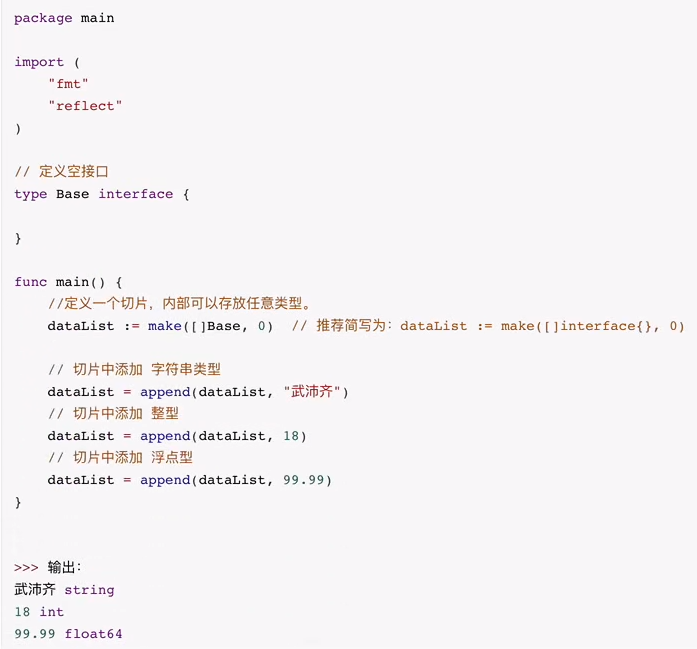 package main
import (
"fmt"
"reflect"
)
// 定义空接口
type Base interface {
}
func main() {
//定义一个切片，内部可以存放任意类型。
dataList := make([]Base, 0)  // 推荐简写为：dataList := make([]interface{}, 0)
// 切片中添加 字符串类型
dataList = append(dataList, "武沛齐")
// 切片中添加 整型
dataList = append(dataList, 18)
// 切片中添加 浮点型
dataList = append(dataList, 99.99)
}
>>> 输出：
武沛齐 string
18 int
99.99 float64